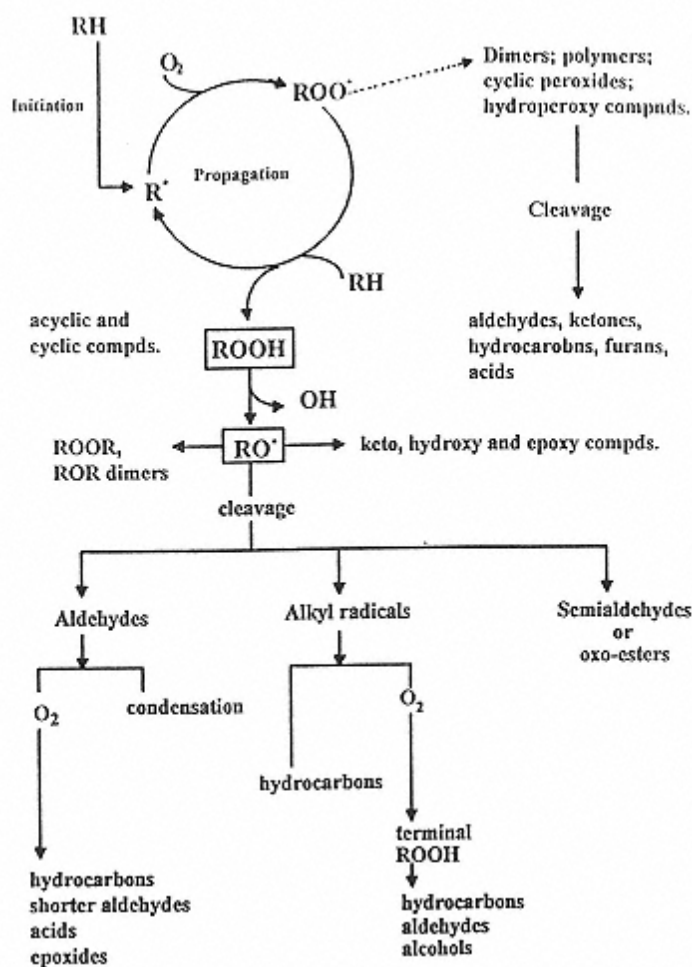 RH
O₂
ROO•
Dimers; polymers;
cyclic peroxides;
hydroperoxy compnds.
Initiation
Propagation
R•
Cleavage
RH
acyclic and
cyclic compds.
ROOH
aldehydes, ketones,
hydrocarobns, furans,
acids
OH
ROOR,
ROR dimers
RO•
keto, hydroxy and epoxy compds.
cleavage
Aldehydes
Alkyl radicals
Semialdehydes
or
oxo-esters
O₂
condensation
O₂
hydrocarbons
terminal
ROOH
hydrocarbons
shorter aldehydes
acids
epoxides
hydrocarbons
aldehydes
alcohols